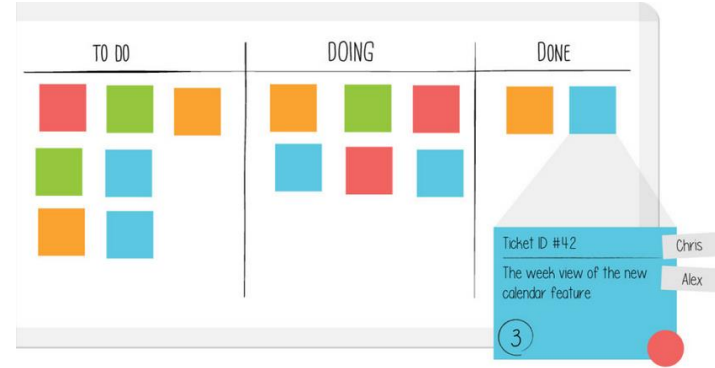 TO DO
DOING
DONE
Ticket ID #42
Chris
The week view of the new
Alex
calendar feature
3